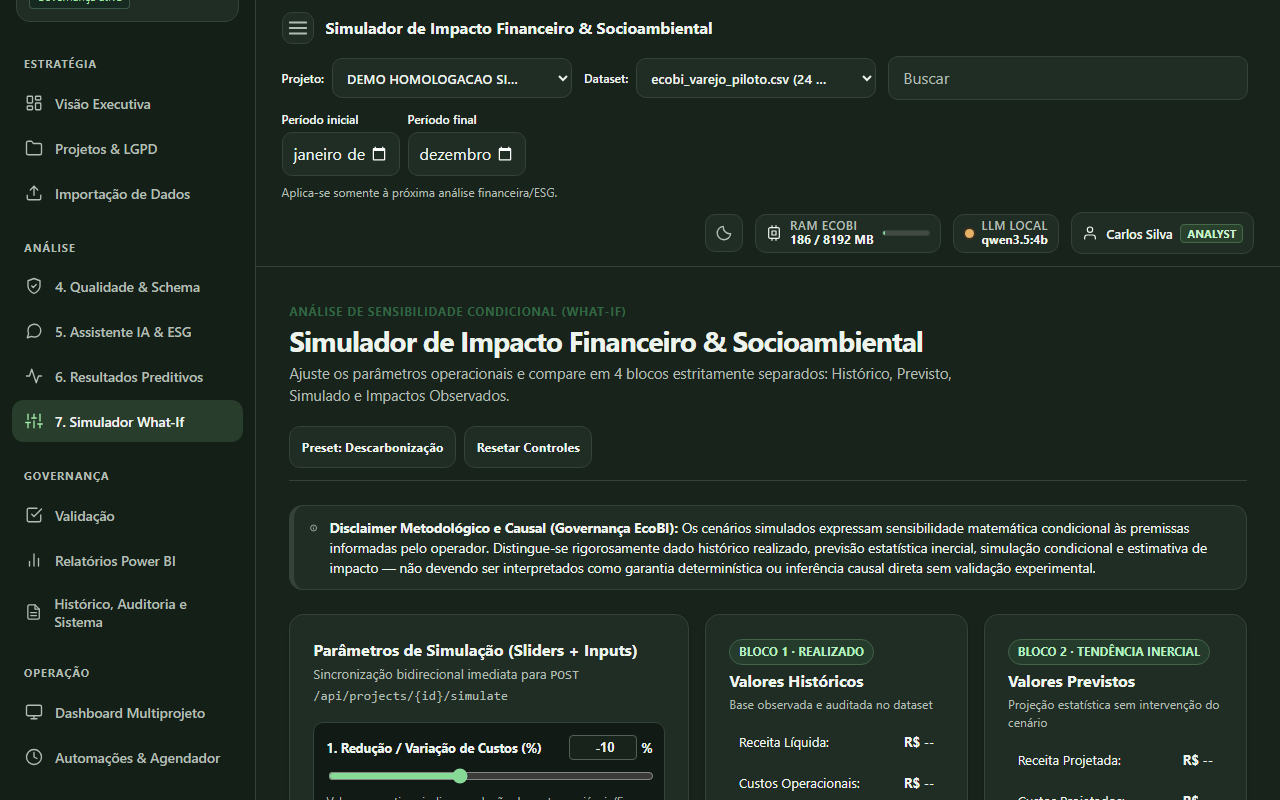 ESTRATÉGIA
Visão Executiva
Projetos & LGPD
Importação de Dados
ANÁLISE
4. Qualidade & Schema
5. Assistente IA & ESG
6. Resultados Preditivos
7. Simulador What-If
GOVERNANÇA
Validação
Relatórios Power BI
Histórico, Auditoria e
Sistema
OPERAÇÃO
Dashboard Multiprojeto
Automações & Agendador
Simulador de Impacto Financeiro & Socioambiental
Projeto: DEMO HOMOLOGACAO SI... Dataset: ecobi_varejo_piloto.csv (24 ... Buscar
Período inicial Período final
janeiro de dezembro
Aplica-se somente à próxima análise financeira/ESG.
RAM ECOBI
186 / 8192 MB
LLM LOCAL
qwen3.5:4b
Carlos Silva ANALYST
ANÁLISE DE SENSIBILIDADE CONDICIONAL (WHAT-IF)
Simulador de Impacto Financeiro & Socioambiental
Ajuste os parâmetros operacionais e compare em 4 blocos estritamente separados: Histórico, Previsto,
Simulado e Impactos Observados.
Preset: Descarbonização Resetar Controles
Disclaimer Metodológico e Causal (Governança EcoBI): Os cenários simulados expressam sensibilidade matemática condicional às premissas
informadas pelo operador. Distingue-se rigorosamente dado histórico realizado, previsão estatística inercial, simulação condicional e estimativa de
impacto — não devendo ser interpretados como garantia determinística ou inferência causal direta sem validação experimental.
Parâmetros de Simulação (Sliders + Inputs)
Sincronização bidirecional imediata para POST
/api/projects/{id}/simulate
1. Redução / Variação de Custos (%) -10 %
BLOCO 1 · REALIZADO
Valores Históricos
Base observada e auditada no dataset
Receita Líquida: R$ --
Custos Operacionais: R$ --
BLOCO 2 · TENDÊNCIA INERCIAL
Valores Previstos
Projeção estatística sem intervenção do
cenário
Receita Projetada: R$ --